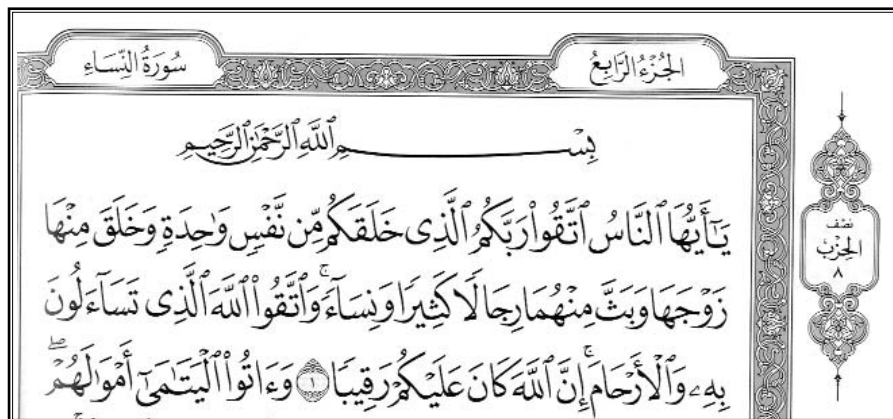 سُورَةُ النِّسَاءِ
الجُزْءُ الرَّابِعُ
بِسْمِ ٱللَّهِ ٱلرَّحْمَٰنِ ٱلرَّحِيمِ
يَٰٓأَيُّهَا ٱلنَّاسُ ٱتَّقُواْ رَبَّكُمُ ٱلَّذِى خَلَقَكُم مِّن نَّفْسٍ وَٰحِدَةٍ وَخَلَقَ مِنْهَا
زَوْجَهَا وَبَثَّ مِنْهُمَا رِجَالًا كَثِيرًا وَنِسَآءً ۚ وَٱتَّقُواْ ٱللَّهَ ٱلَّذِى تَسَآءَلُونَ
بِهِۦ وَٱلْأَرْحَامَ ۚ إِنَّ ٱللَّهَ كَانَ عَلَيْكُمْ رَقِيبًا ١ وَءَاتُواْ ٱلْيَتَٰمَىٰٓ أَمْوَٰلَهُمْ ۖ
نصف
الحِزْبُ
٨